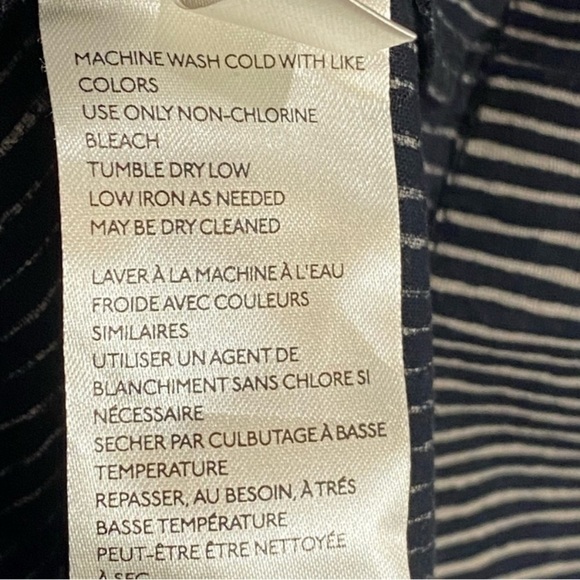 MACHINE WASH COLD WITH LIKE
COLORS
USE ONLY NON-CHLORINE
BLEACH
TUMBLE DRY LOW
LOW IRON AS NEEDED
MAY BE DRY CLEANED
LAVER À LA MACHINE À L'EAU
FROIDE AVEC COULEURS
SIMILAIRES
UTILISER UN AGENT DE
BLANCHIMENT SANS CHLORE SI
NÉCESSAIRE
SECHER PAR CULBUTAGE À BASSE
TEMPERATURE
REPASSER, AU BESOIN, À TRÉS
BASSE TEMPÉRATURE
PEUT-ÊTRE ÊTRE NETTOYÉE
À SEC